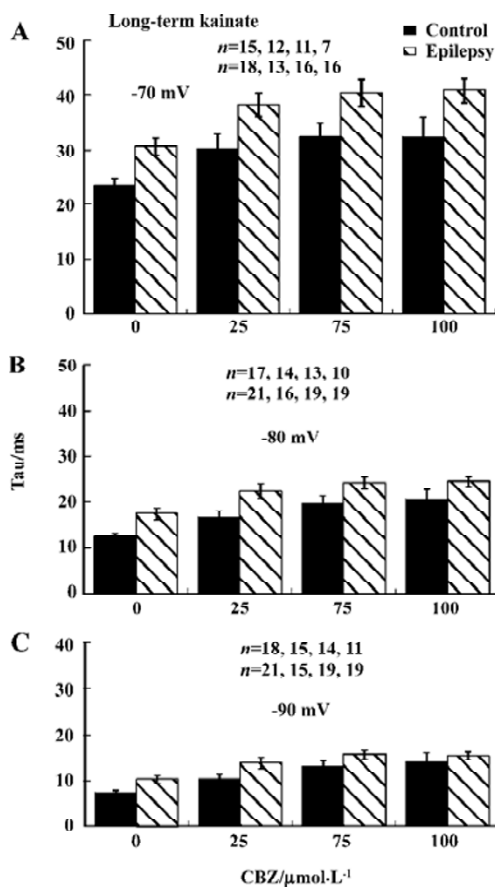 A
Long-term kainate
Control
Epilepsy
n=15, 12, 11, 7
n=18, 13, 16, 16
-70 mV
50
40
30
20
10
0
0 25 75 100
B
n=17, 14, 13, 10
n=21, 16, 19, 19
-80 mV
50
40
30
20
10
0
0 25 75 100
Tau/ms
C
n=18, 15, 14, 11
n=21, 15, 19, 19
-90 mV
40
30
20
10
0
0 25 75 100
CBZ/μmol·L⁻¹